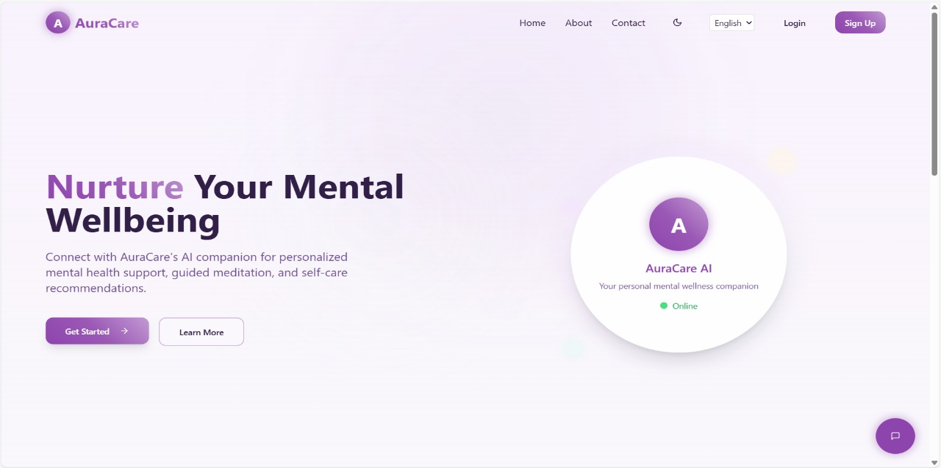 A AuraCare
Home About Contact English Login Sign Up
Nurture Your Mental
Wellbeing
Connect with AuraCare's AI companion for personalized
mental health support, guided meditation, and self-care
recommendations.
Get Started →
Learn More
A
AuraCare AI
Your personal mental wellness companion
Online